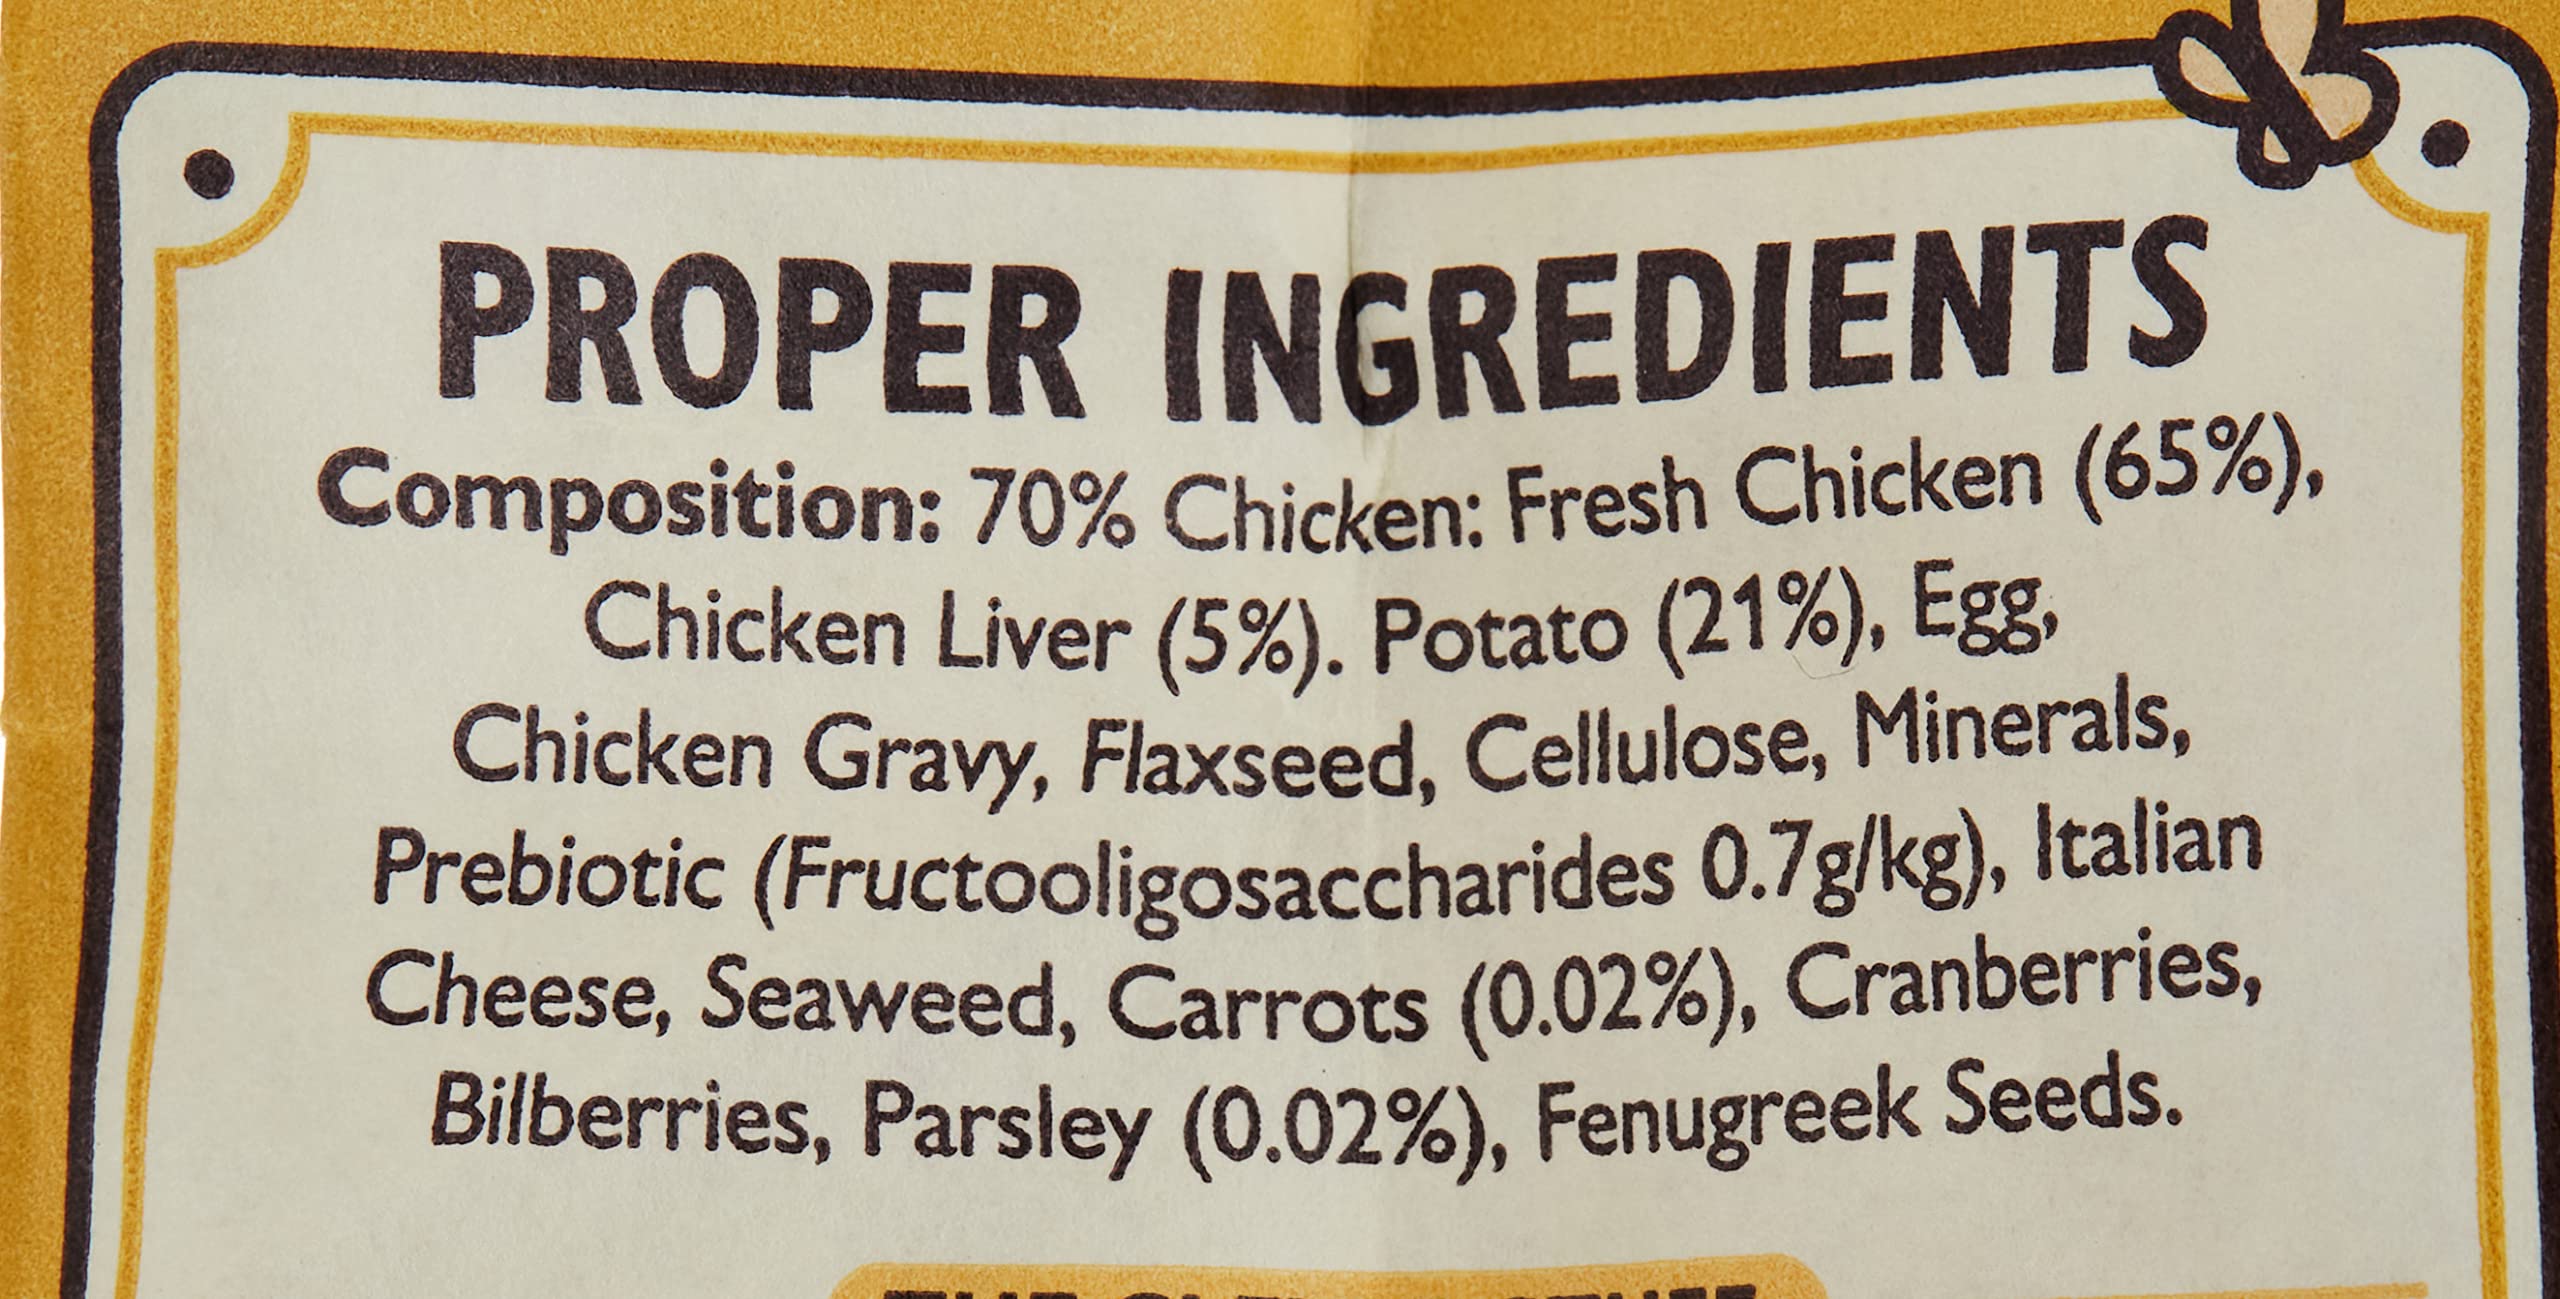 PROPER INGREDIENTS
Composition: 70% Chicken: Fresh Chicken (65%),
Chicken Liver (5%). Potato (21%), Egg,
Chicken Gravy, Flaxseed, Cellulose, Minerals,
Prebiotic (Fructooligosaccharides 0.7g/kg), Italian
Cheese, Seaweed, Carrots (0.02%), Cranberries,
Bilberries, Parsley (0.02%), Fenugreek Seeds.